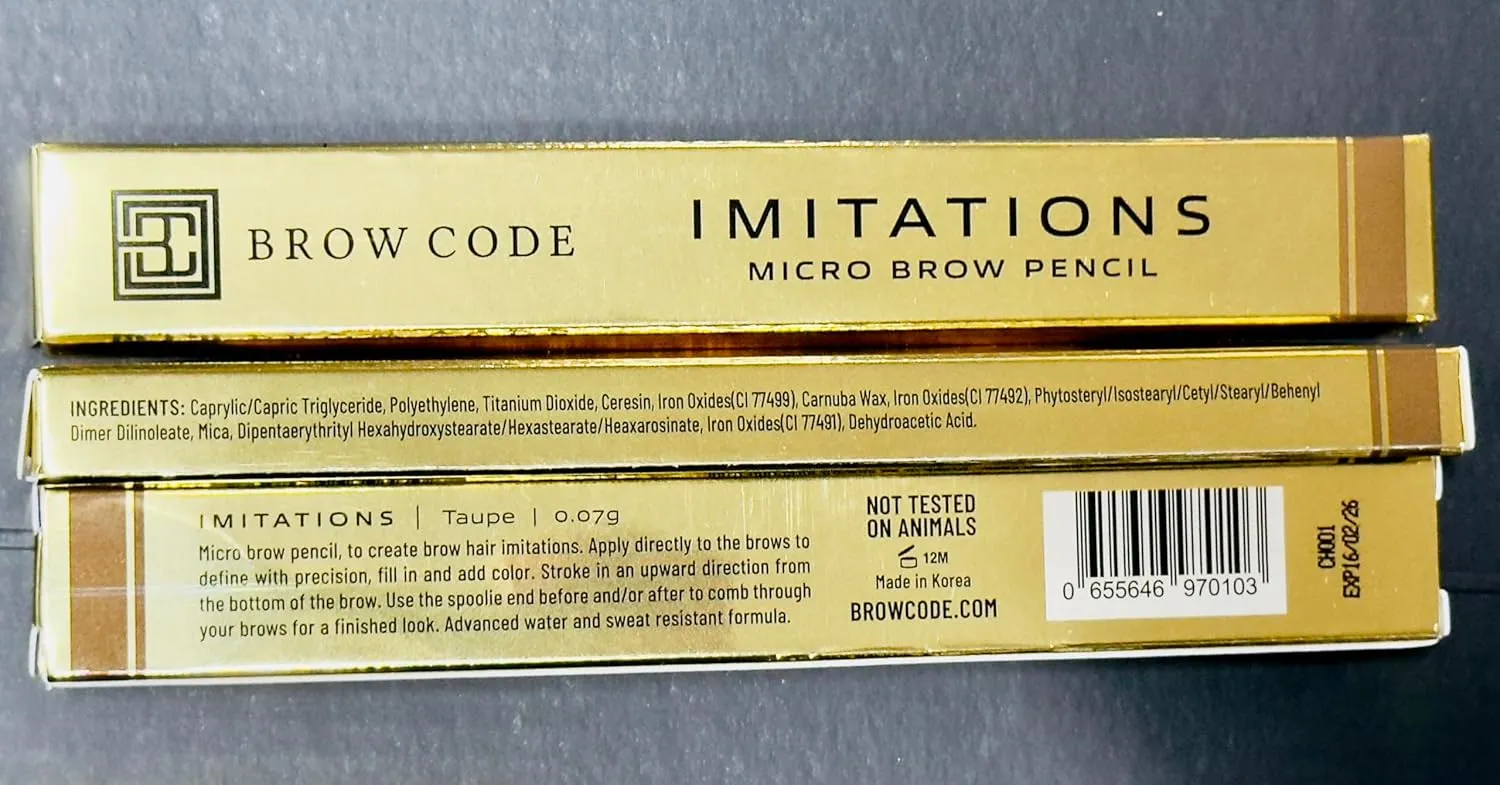 BC BROW CODE
IMITATIONS
MICRO BROW PENCIL
INGREDIENTS: Caprylic/Capric Triglyceride, Polyethylene, Titanium Dioxide, Ceresin, Iron Oxides(CI 77499), Carnuba Wax, Iron Oxides(CI 77492), Phytosteryl/Isostearyl/Cetyl/Stearyl/Behenyl
Dimer Dilinoleate, Mica, Dipentaerythrityl Hexahydroxystearate/Hexastearate/Heaxarosinate, Iron Oxides(CI 77491), Dehydroacetic Acid.
IMITATIONS | Taupe | 0.07g
Micro brow pencil, to create brow hair imitations. Apply directly to the brows to
define with precision, fill in and add color. Stroke in an upward direction from
the bottom of the brow. Use the spoolie end before and/or after to comb through
your brows for a finished look. Advanced water and sweat resistant formula.
NOT TESTED
ON ANIMALS
12M
Made in Korea
BROWCODE.COM
0 655646 970103
CH001
EXP16/02/26